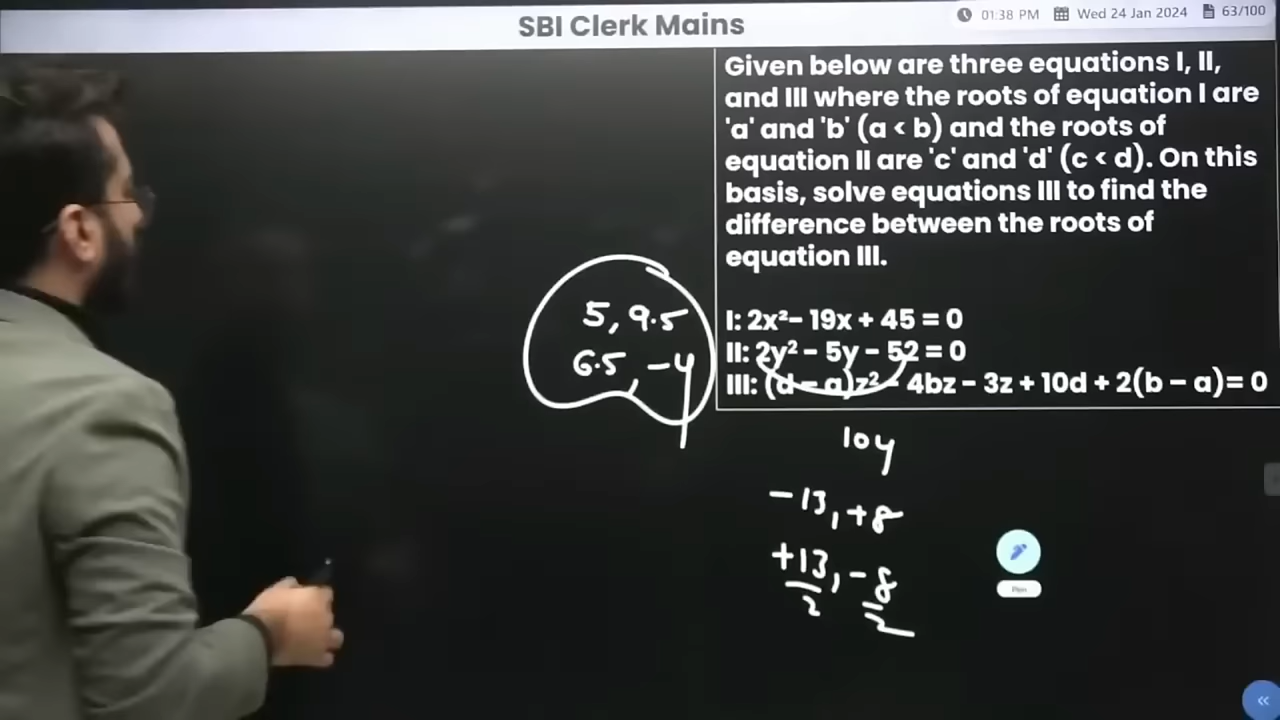 SBI Clerk Mains
01:38 PM Wed 24 Jan 2024 63/100
Given below are three equations I, II,
and III where the roots of equation I are
'a' and 'b' (a < b) and the roots of
equation II are 'c' and 'd' (c < d). On this
basis, solve equations III to find the
difference between the roots of
equation III.
I: 2x² – 19x + 45 = 0
II: 2y² – 5y – 52 = 0
III: (d – a)z² – 4bz – 3z + 10d + 2(b – a) = 0
5, 9.5
6.5, -4
104
-13, +8
+13, -8
2 2
Pen
«